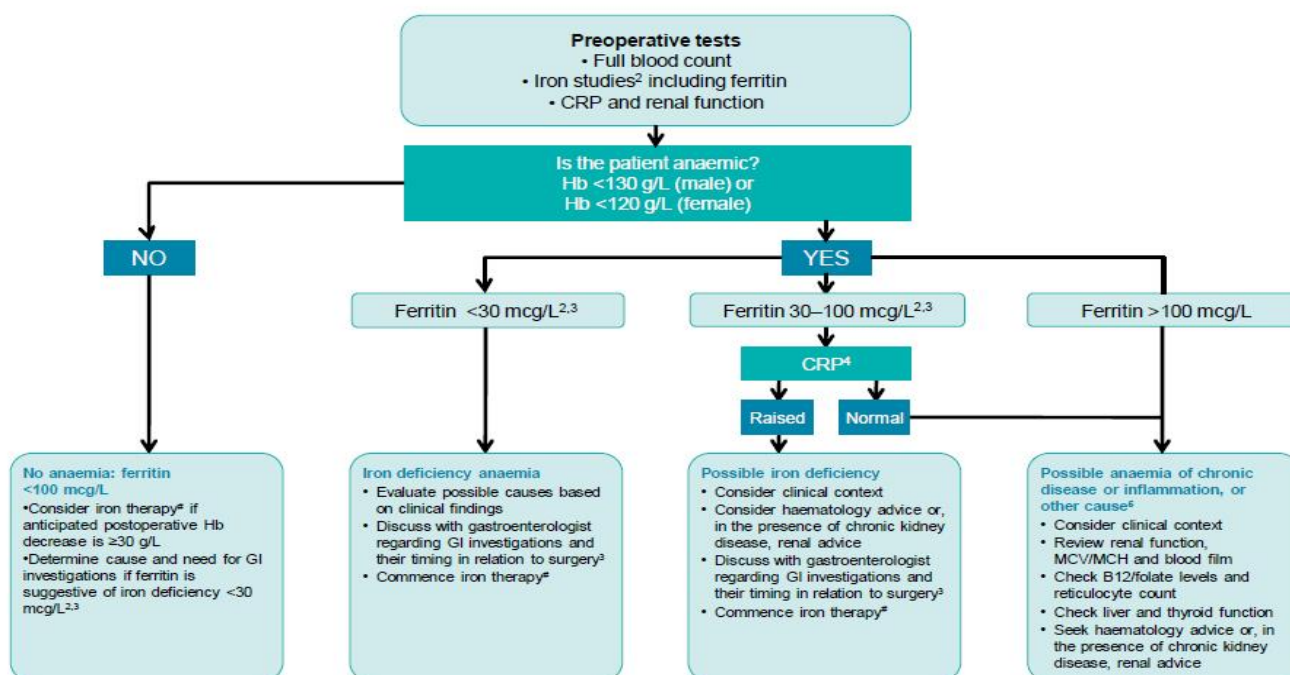 Preoperative tests
• Full blood count
• Iron studies2 including ferritin
• CRP and renal function
Is the patient anaemic?
Hb <130 g/L (male) or
Hb <120 g/L (female)
NO
YES
Ferritin <30 mcg/L2,3
Ferritin 30–100 mcg/L2,3
Ferritin >100 mcg/L
CRP4
Raised
Normal
No anaemia: ferritin
<100 mcg/L
•Consider iron therapy# if
anticipated postoperative Hb
decrease is ≥30 g/L
•Determine cause and need for GI
investigations if ferritin is
suggestive of iron deficiency <30
mcg/L2,3
Iron deficiency anaemia
• Evaluate possible causes based
on clinical findings
• Discuss with gastroenterologist
regarding GI investigations and
their timing in relation to surgery3
• Commence iron therapy#
Possible iron deficiency
• Consider clinical context
• Consider haematology advice or,
in the presence of chronic kidney
disease, renal advice
• Discuss with gastroenterologist
regarding GI investigations and
their timing in relation to surgery3
• Commence iron therapy#
Possible anaemia of chronic
disease or inflammation, or
other cause5
• Consider clinical context
• Review renal function,
MCV/MCH and blood film
• Check B12/folate levels and
reticulocyte count
• Check liver and thyroid function
• Seek haematology advice or, in
the presence of chronic kidney
disease, renal advice